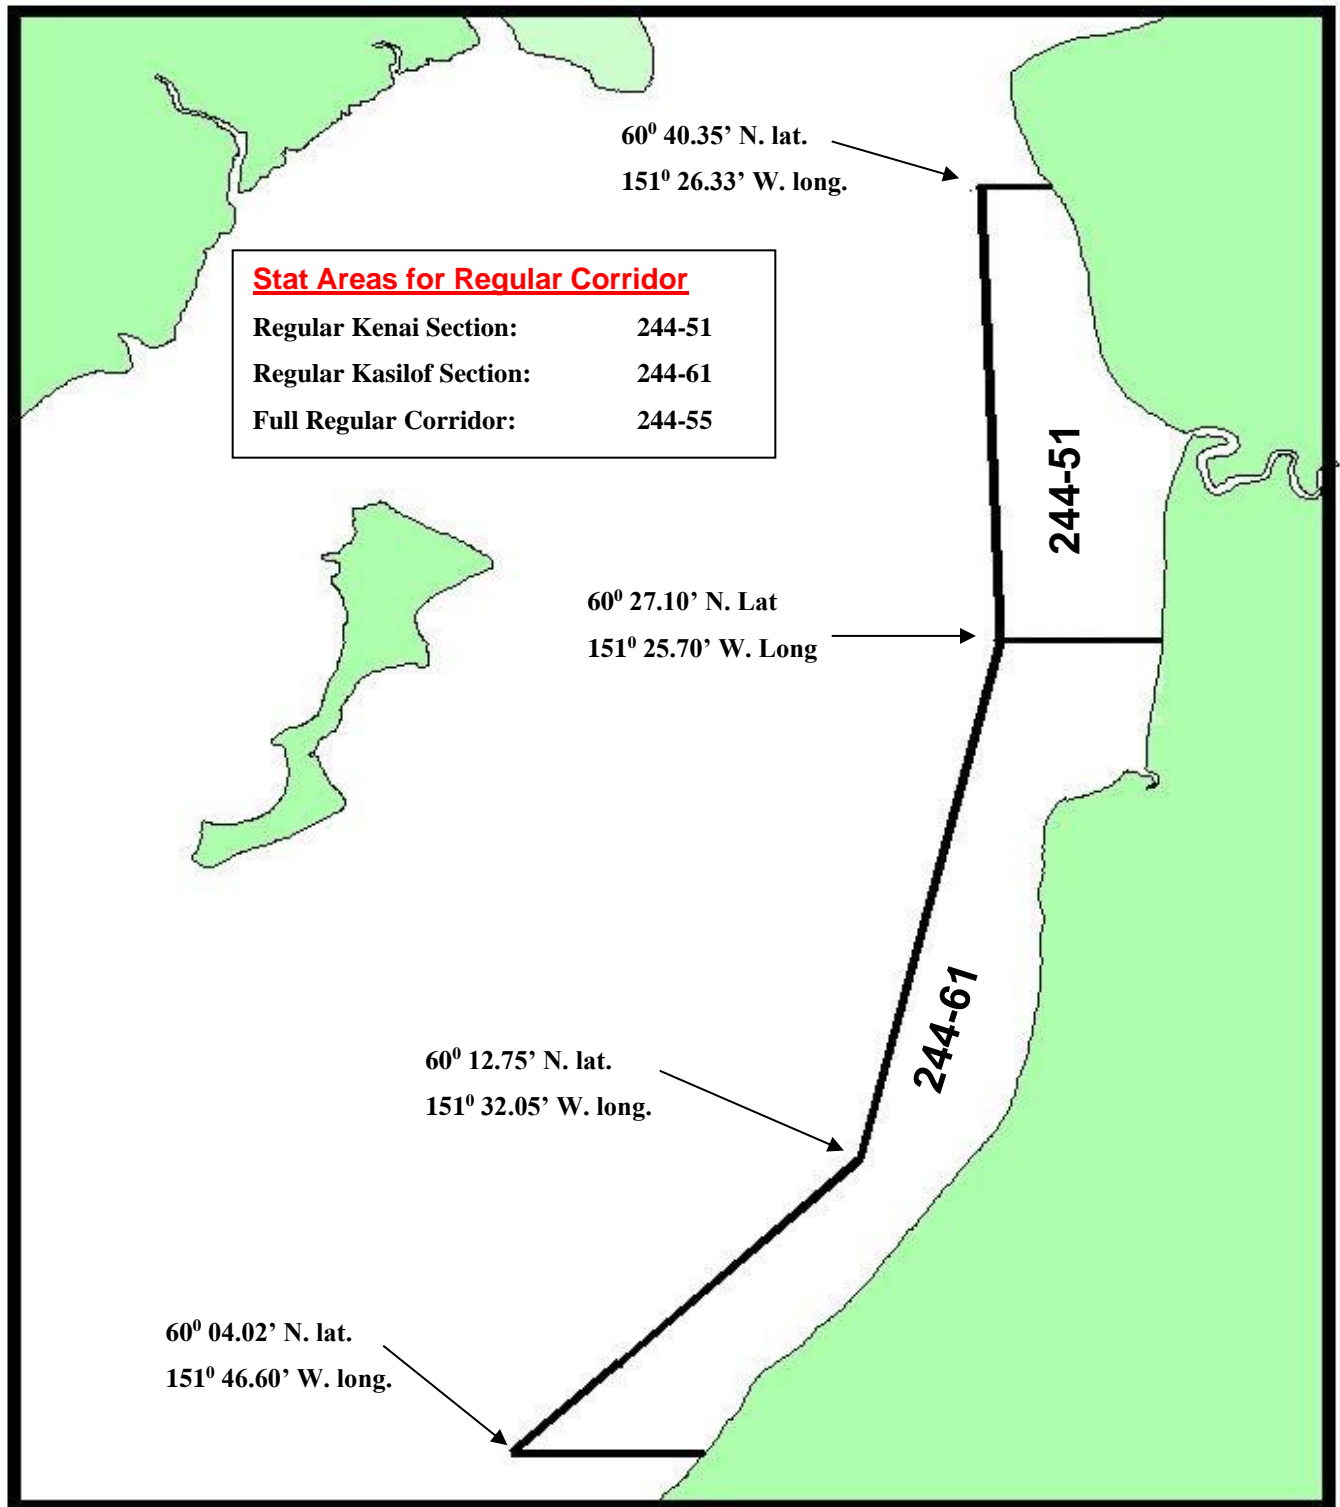 60⁰ 40.35’ N. lat.
151⁰ 26.33’ W. long.
Stat Areas for Regular Corridor
Regular Kenai Section: 244-51
Regular Kasilof Section: 244-61
Full Regular Corridor: 244-55
244-51
60⁰ 27.10’ N. Lat
151⁰ 25.70’ W. Long
244-61
60⁰ 12.75’ N. lat.
151⁰ 32.05’ W. long.
60⁰ 04.02’ N. lat.
151⁰ 46.60’ W. long.